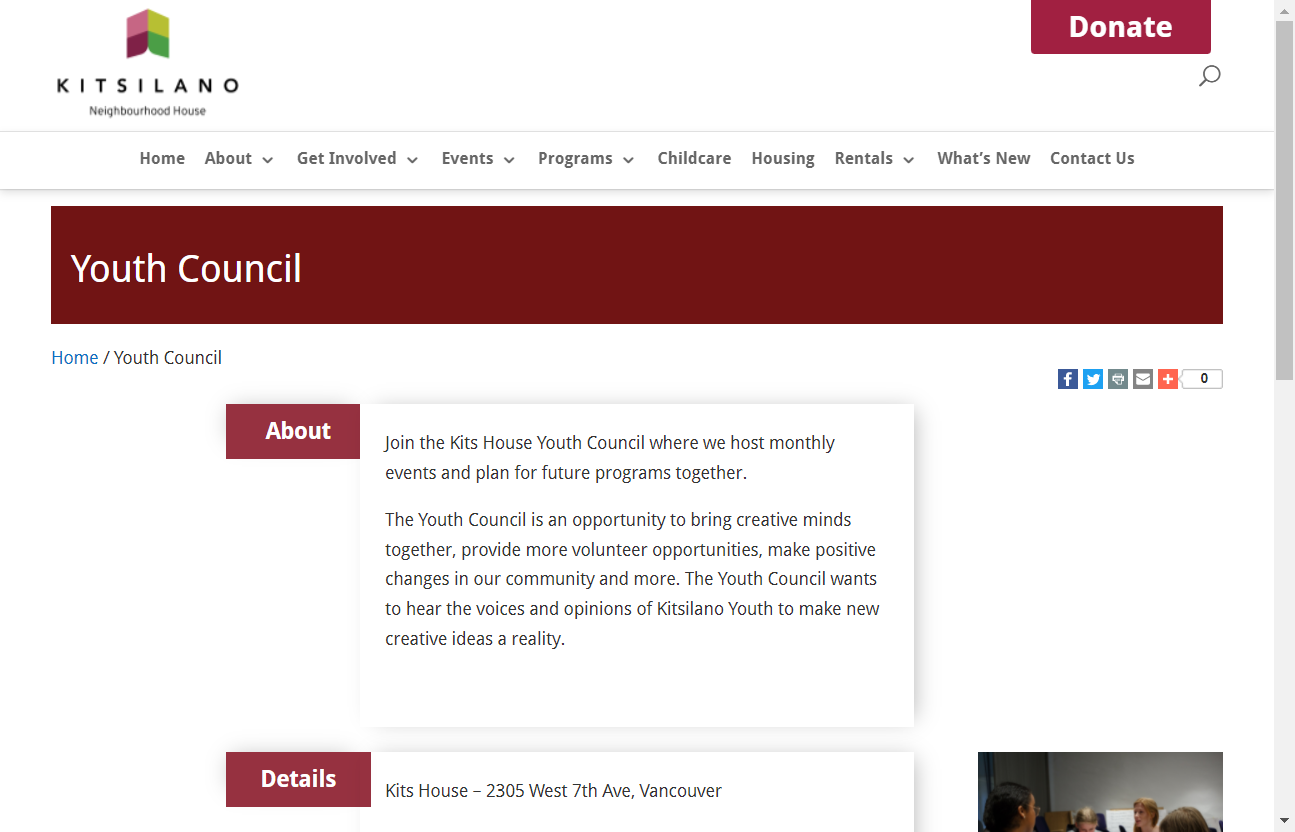 Donate
KITSILANO
Neighbourhood House
Home About Get Involved Events Programs Childcare Housing Rentals What's New Contact Us
Youth Council
Home / Youth Council
0
About
Join the Kits House Youth Council where we host monthly
events and plan for future programs together.
The Youth Council is an opportunity to bring creative minds
together, provide more volunteer opportunities, make positive
changes in our community and more. The Youth Council wants
to hear the voices and opinions of Kitsilano Youth to make new
creative ideas a reality.
Details
Kits House – 2305 West 7th Ave, Vancouver